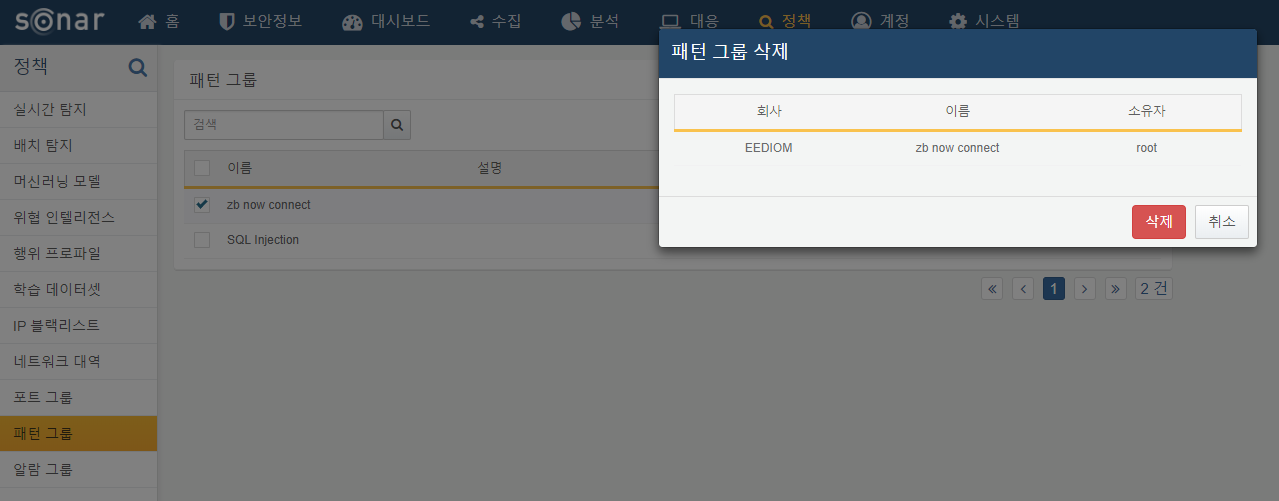 sonar
홈
보안정보
대시보드
수집
분석
대응
정책
계정
시스템
정책
실시간 탐지
배치 탐지
머신러닝 모델
위협 인텔리전스
행위 프로파일
학습 데이터셋
IP 블랙리스트
네트워크 대역
포트 그룹
패턴 그룹
알람 그룹
패턴 그룹
검색
이름 설명
zb now connect
SQL Injection
« ‹ 1 › » 2 건
패턴 그룹 삭제
회사 이름 소유자
EEDIOM zb now connect root
삭제 취소